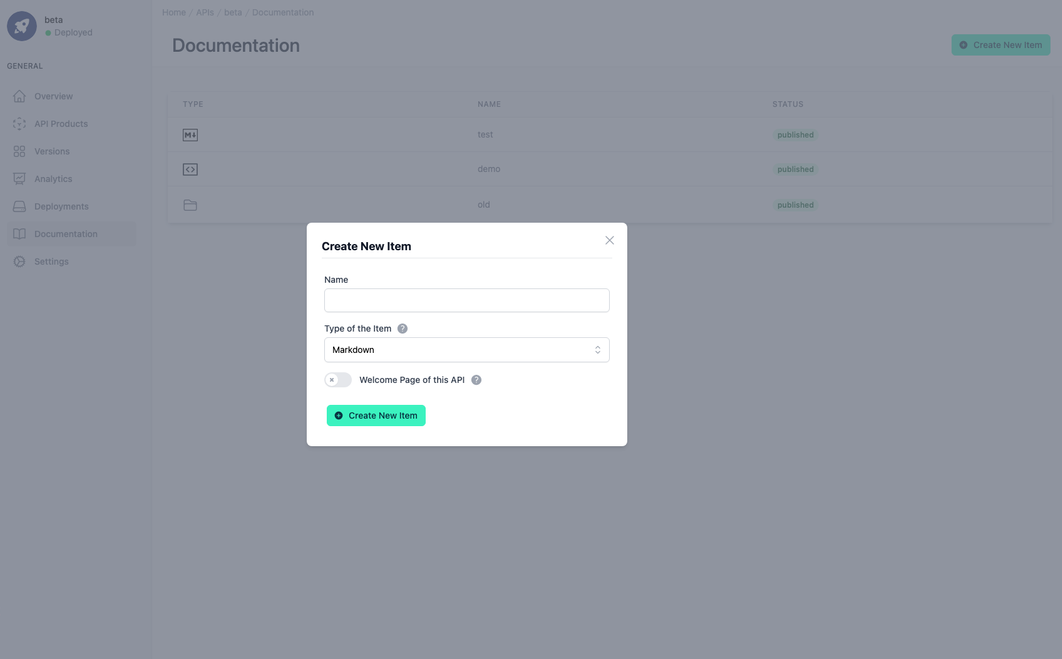 beta
Deployed
GENERAL
Overview
API Products
Versions
Analytics
Deployments
Documentation
Settings
Home / APIs / beta / Documentation
Documentation
Create New Item
TYPE NAME STATUS
M test published
<> demo published
old published
Create New Item
Name
Type of the Item ?
Markdown
Welcome Page of this API ?
Create New Item